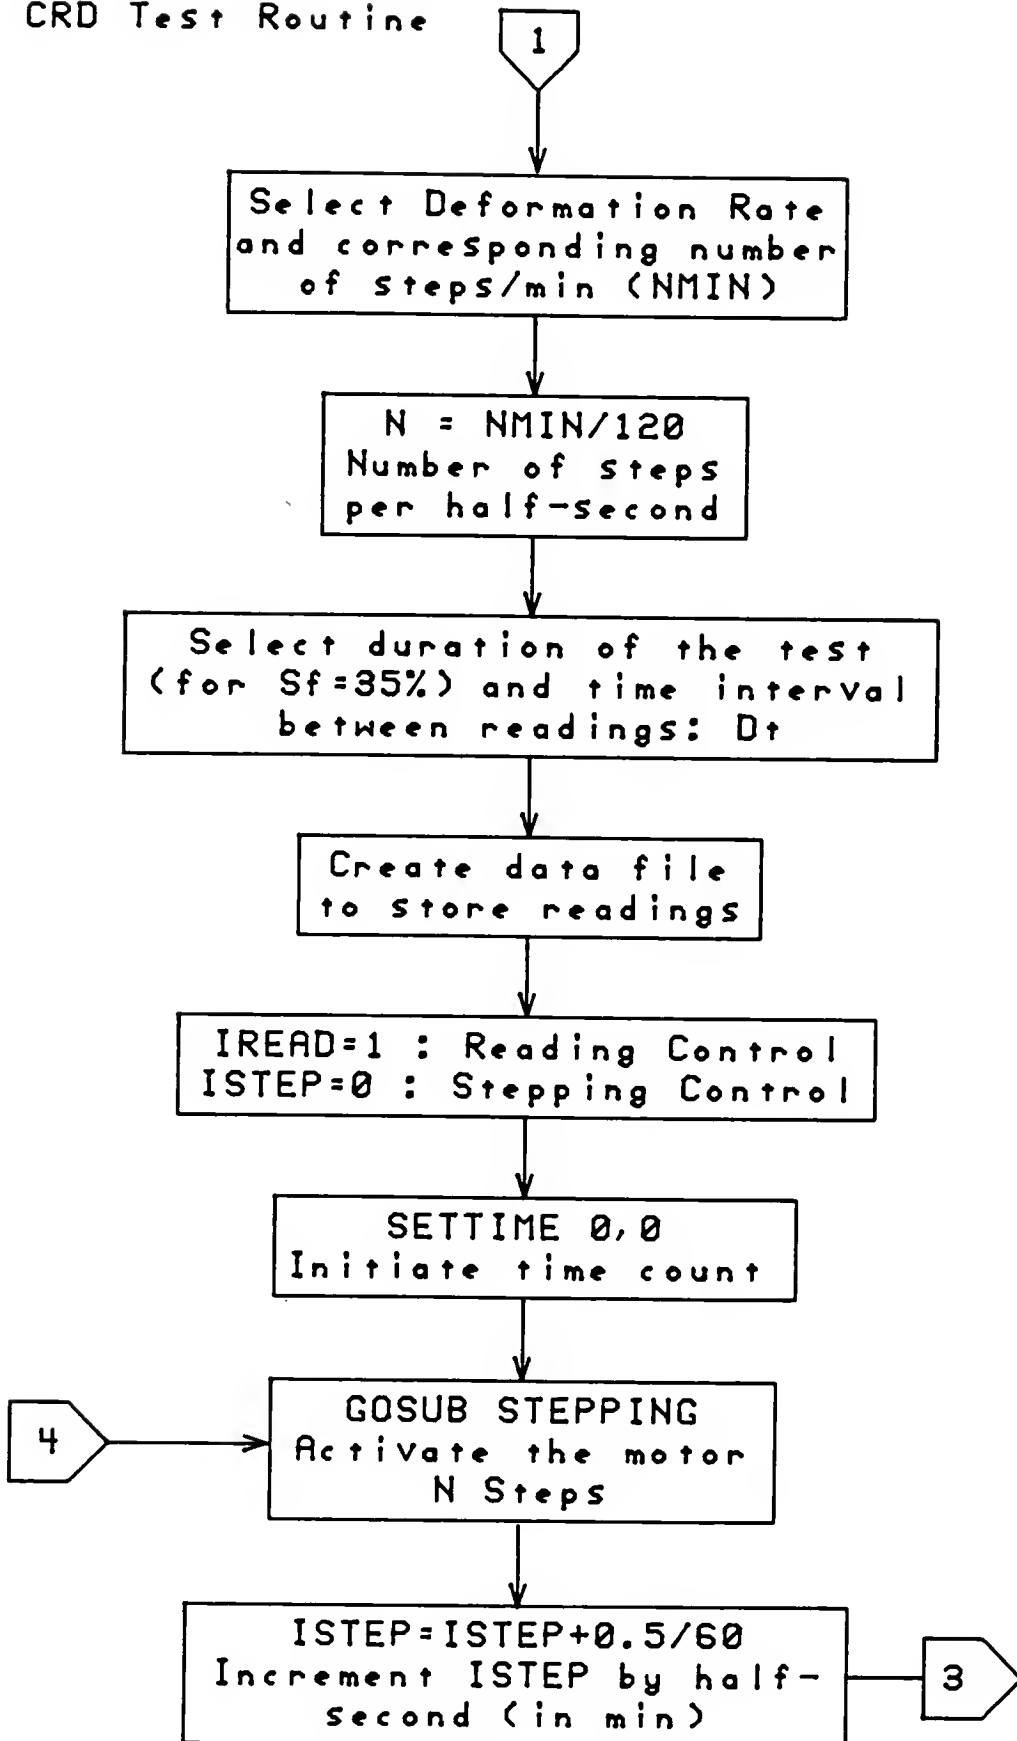 CRD Test Routine
1
Select Deformation Rate
and corresponding number
of steps/min (NMIN)
N = NMIN/120
Number of steps
per half-second
Select duration of the test
(for Sf=35%) and time interval
between readings: Dt
Create data file
to store readings
IREAD=1 : Reading Control
ISTEP=0 : Stepping Control
SETTIME 0,0
Initiate time count
GOSUB STEPPING
Activate the motor
N Steps
4
ISTEP=ISTEP+0.5/60
Increment ISTEP by half-
second (in min)
3